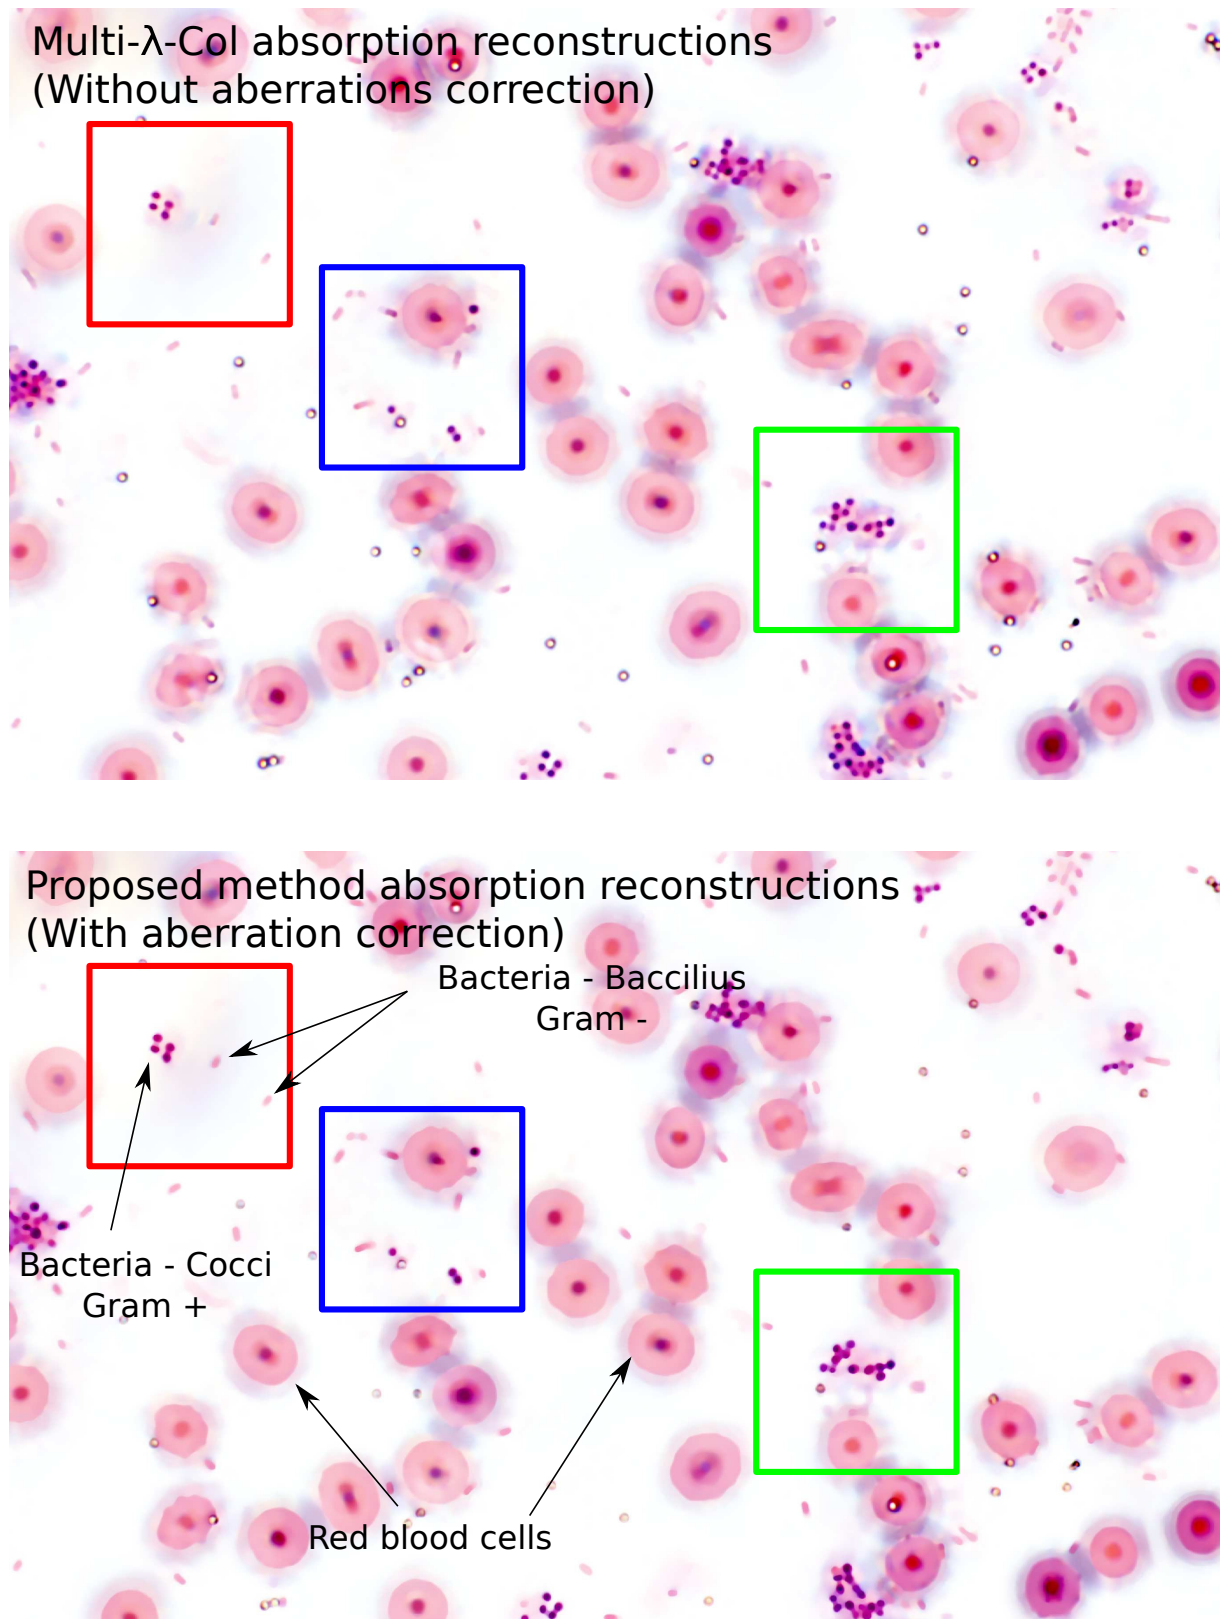 Multi-λ-Col absorption reconstructions
(Without aberrations correction)
Proposed method absorption reconstructions
(With aberration correction)
Bacteria - Baccilius
Gram -
Bacteria - Cocci
Gram +
Red blood cells